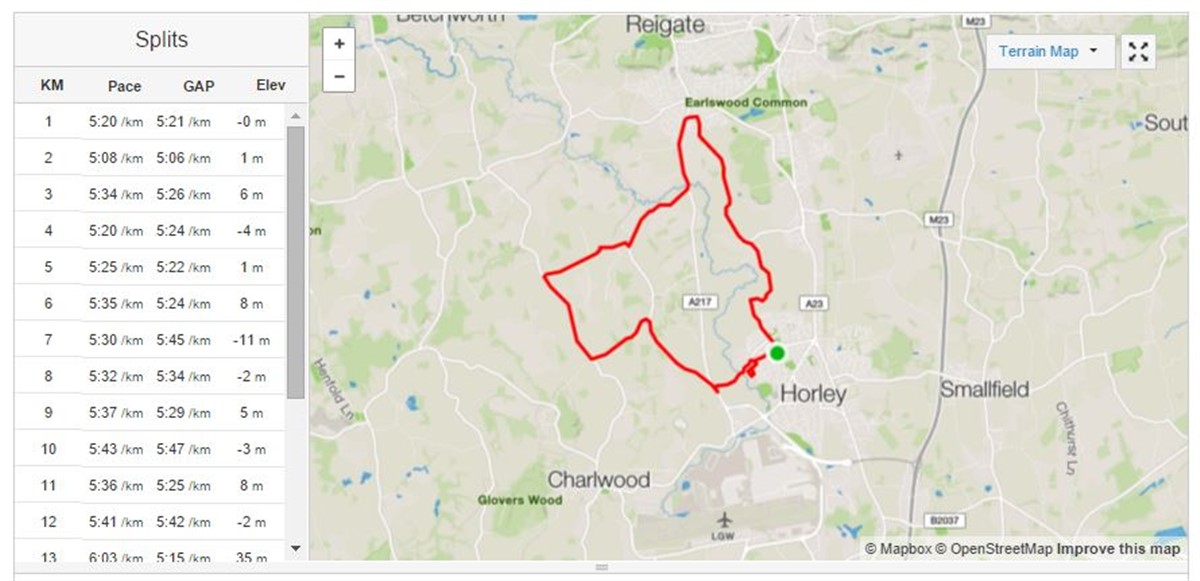 Splits
KM Pace GAP Elev
1 5:20 /km 5:21 /km -0 m
2 5:08 /km 5:06 /km 1 m
3 5:34 /km 5:26 /km 6 m
4 5:20 /km 5:24 /km -4 m
5 5:25 /km 5:22 /km 1 m
6 5:35 /km 5:24 /km 8 m
7 5:30 /km 5:45 /km -11 m
8 5:32 /km 5:34 /km -2 m
9 5:37 /km 5:29 /km 5 m
10 5:43 /km 5:47 /km -3 m
11 5:36 /km 5:25 /km 8 m
12 5:41 /km 5:42 /km -2 m
13 6:03 /km 5:15 /km 35 m
+
−
Betchworth
Reigate
M23
Terrain Map
Earlswood Common
Sout
M23
on
A217
A23
Henfold Ln
Horley
Smallfield
Chithurst Ln
Charlwood
Glovers Wood
LGW
B2037
© Mapbox © OpenStreetMap Improve this map